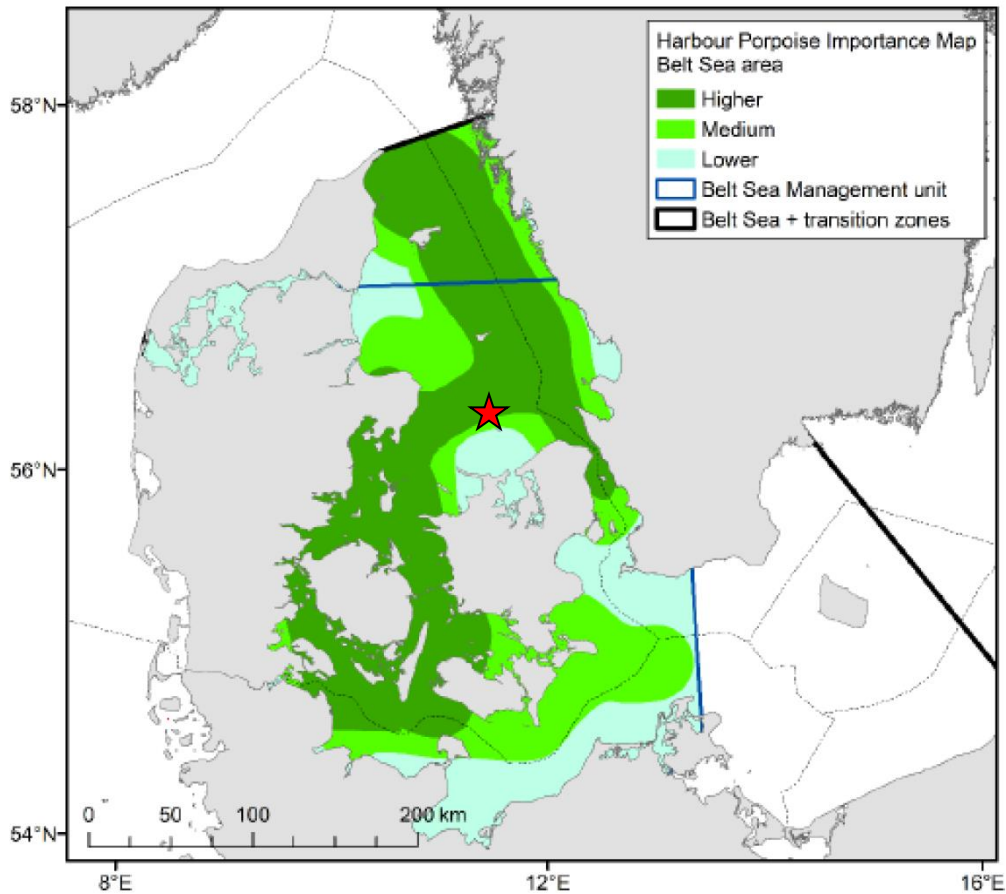 Harbour Porpoise Importance Map
Belt Sea area
Higher
Medium
Lower
Belt Sea Management unit
Belt Sea + transition zones
58°N
56°N
54°N
0 50 100 200 km
8°E 12°E 16°E